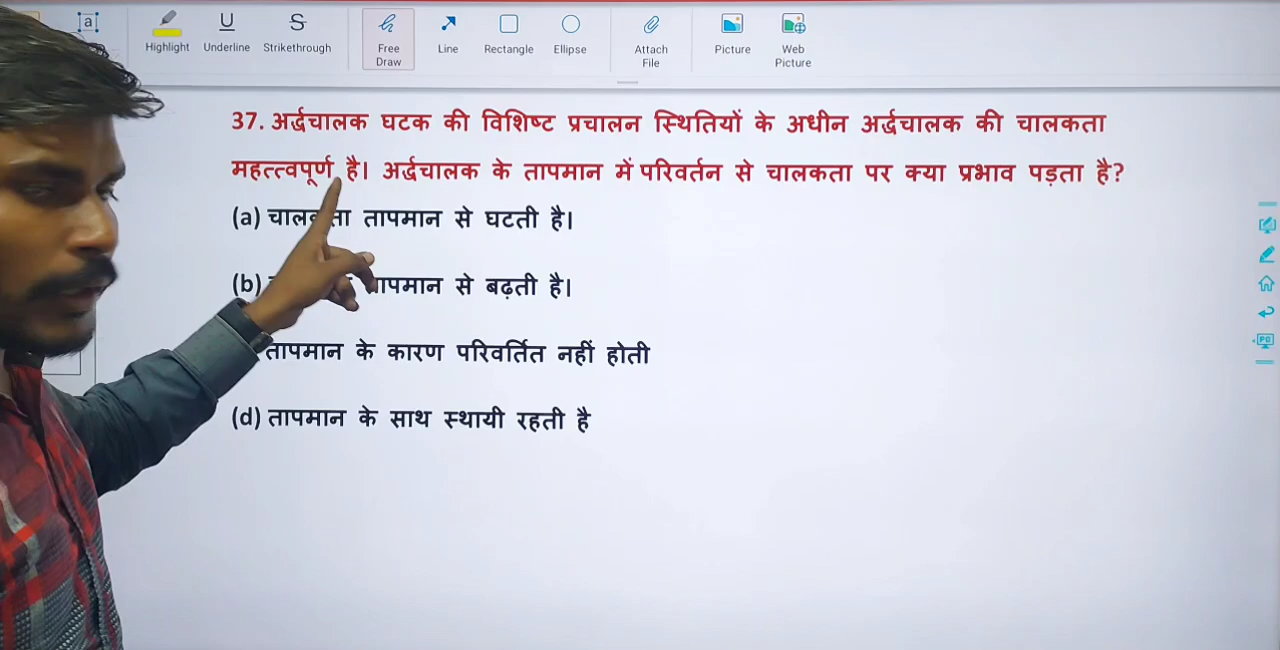 a
Highlight
Underline
Strikethrough
Free Draw
Line
Rectangle
Ellipse
Attach File
Picture
Web Picture
37. अर्द्धचालक घटक की विशिष्ट प्रचालन स्थितियों के अधीन अर्द्धचालक की चालकता
महत्त्वपूर्ण है। अर्द्धचालक के तापमान में परिवर्तन से चालकता पर क्या प्रभाव पड़ता है?
(a) तापमान से घटती है।
(b) से बढ़ती है।
तापमान के कारण परिवर्तित नहीं होती
(d) तापमान के साथ स्थायी रहती है